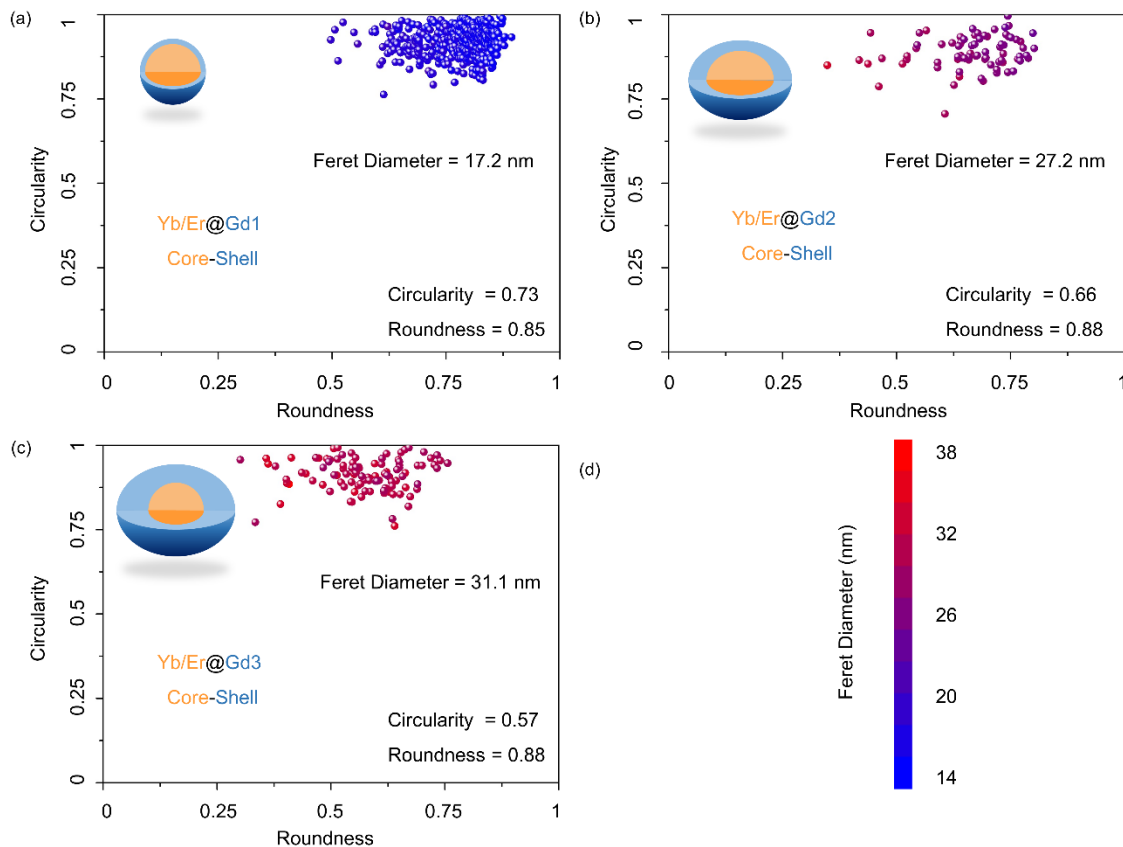 (a)
1
0.75
0.5
0.25
0
Circularity
Feret Diameter = 17.2 nm
Yb/Er@Gd1
Core-Shell
Circularity = 0.73
Roundness = 0.85
0
0.25
0.5
0.75
1
Roundness
(b)
1
0.75
0.5
0.25
0
Circularity
Feret Diameter = 27.2 nm
Yb/Er@Gd2
Core-Shell
Circularity = 0.66
Roundness = 0.88
0
0.25
0.5
0.75
1
Roundness
(c)
1
0.75
0.5
0.25
0
Circularity
Feret Diameter = 31.1 nm
Yb/Er@Gd3
Core-Shell
Circularity = 0.57
Roundness = 0.88
0
0.25
0.5
0.75
1
Roundness
(d)
Feret Diameter (nm)
38
32
26
20
14